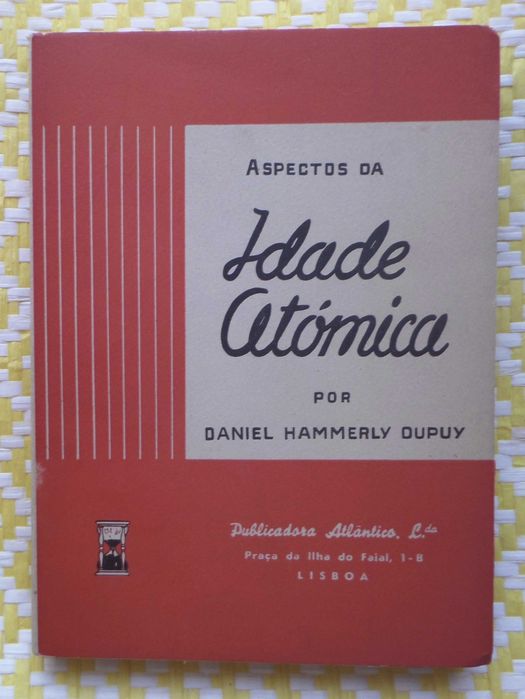 ASPECTOS DA
Idade
Atómica
POR
DANIEL HAMMERLY DUPUY
Publicadora Atlântico, L.da
Praça da Ilha do Faial, 1-B
LISBOA